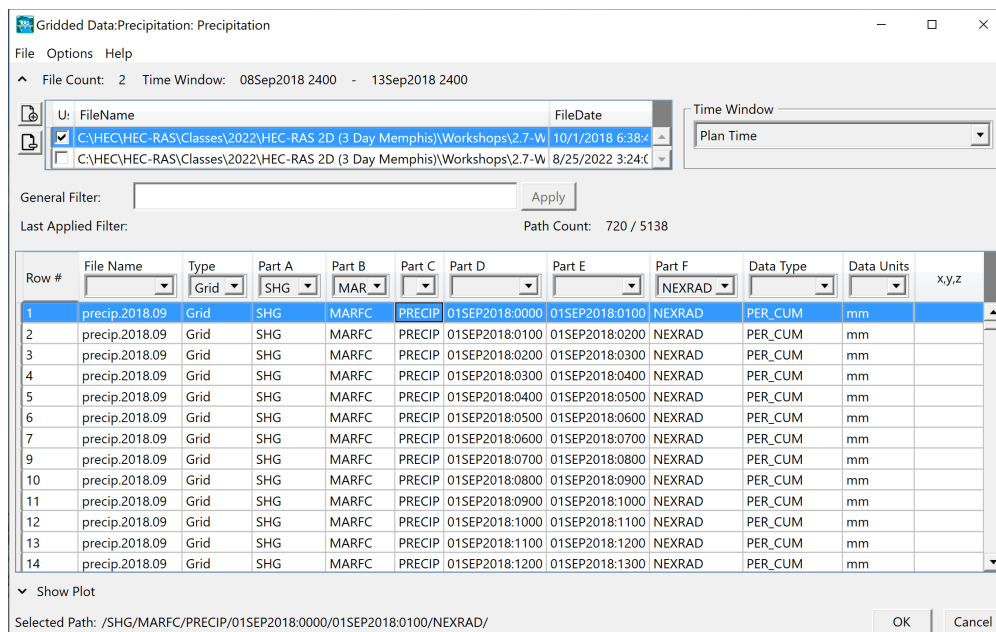 Gridded Data:Precipitation: Precipitation
File Options Help
File Count: 2 Time Window: 08Sep2018 2400 - 13Sep2018 2400
U: FileName FileDate
C:\HEC\HEC-RAS\Classes\2022\HEC-RAS 2D (3 Day Memphis)\Workshops\2.7-W 10/1/2018 6:38:4
C:\HEC\HEC-RAS\Classes\2022\HEC-RAS 2D (3 Day Memphis)\Workshops\2.7-W 8/25/2022 3:24:0
Time Window
Plan Time
General Filter: Apply
Last Applied Filter: Path Count: 720 / 5138
Row # File Name Type Part A Part B Part C Part D Part E Part F Data Type Data Units x,y,z
Grid SHG MAR NEXRAD
1 precip.2018.09 Grid SHG MARFC PRECIP 01SEP2018:0000 01SEP2018:0100 NEXRAD PER_CUM mm
2 precip.2018.09 Grid SHG MARFC PRECIP 01SEP2018:0100 01SEP2018:0200 NEXRAD PER_CUM mm
3 precip.2018.09 Grid SHG MARFC PRECIP 01SEP2018:0200 01SEP2018:0300 NEXRAD PER_CUM mm
4 precip.2018.09 Grid SHG MARFC PRECIP 01SEP2018:0300 01SEP2018:0400 NEXRAD PER_CUM mm
5 precip.2018.09 Grid SHG MARFC PRECIP 01SEP2018:0400 01SEP2018:0500 NEXRAD PER_CUM mm
6 precip.2018.09 Grid SHG MARFC PRECIP 01SEP2018:0500 01SEP2018:0600 NEXRAD PER_CUM mm
7 precip.2018.09 Grid SHG MARFC PRECIP 01SEP2018:0600 01SEP2018:0700 NEXRAD PER_CUM mm
9 precip.2018.09 Grid SHG MARFC PRECIP 01SEP2018:0700 01SEP2018:0800 NEXRAD PER_CUM mm
10 precip.2018.09 Grid SHG MARFC PRECIP 01SEP2018:0800 01SEP2018:0900 NEXRAD PER_CUM mm
11 precip.2018.09 Grid SHG MARFC PRECIP 01SEP2018:0900 01SEP2018:1000 NEXRAD PER_CUM mm
12 precip.2018.09 Grid SHG MARFC PRECIP 01SEP2018:1000 01SEP2018:1100 NEXRAD PER_CUM mm
13 precip.2018.09 Grid SHG MARFC PRECIP 01SEP2018:1100 01SEP2018:1200 NEXRAD PER_CUM mm
14 precip.2018.09 Grid SHG MARFC PRECIP 01SEP2018:1200 01SEP2018:1300 NEXRAD PER_CUM mm
Show Plot
Selected Path: /SHG/MARFC/PRECIP/01SEP2018:0000/01SEP2018:0100/NEXRAD/ OK Cancel